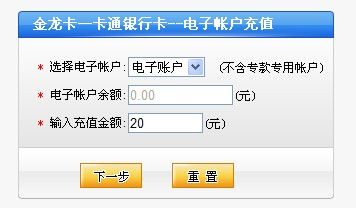 金龙卡—卡通银行卡--电子帐户充值
* 选择电子帐户: 电子账户 (不含专款专用帐户)
* 电子帐户余额: 0.00 (元)
* 输入充值金额: 20 (元)
下一步 重 置